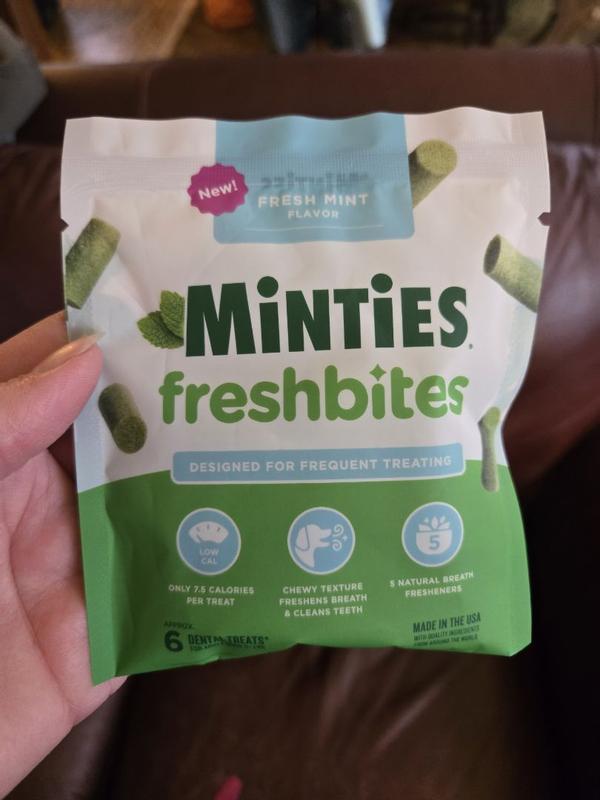 New!
FRESH MINT
FLAVOR
MINTIES
freshbites
DESIGNED FOR FREQUENT TREATING
LOW
CAL
5
ONLY 7.5 CALORIES
PER TREAT
CHEWY TEXTURE
FRESHENS BREATH
& CLEANS TEETH
5 NATURAL BREATH
FRESHENERS
APPROX.
6 DENTAL TREATS*
MADE IN THE USA
WITH QUALITY INGREDIENTS
FROM AROUND THE WORLD